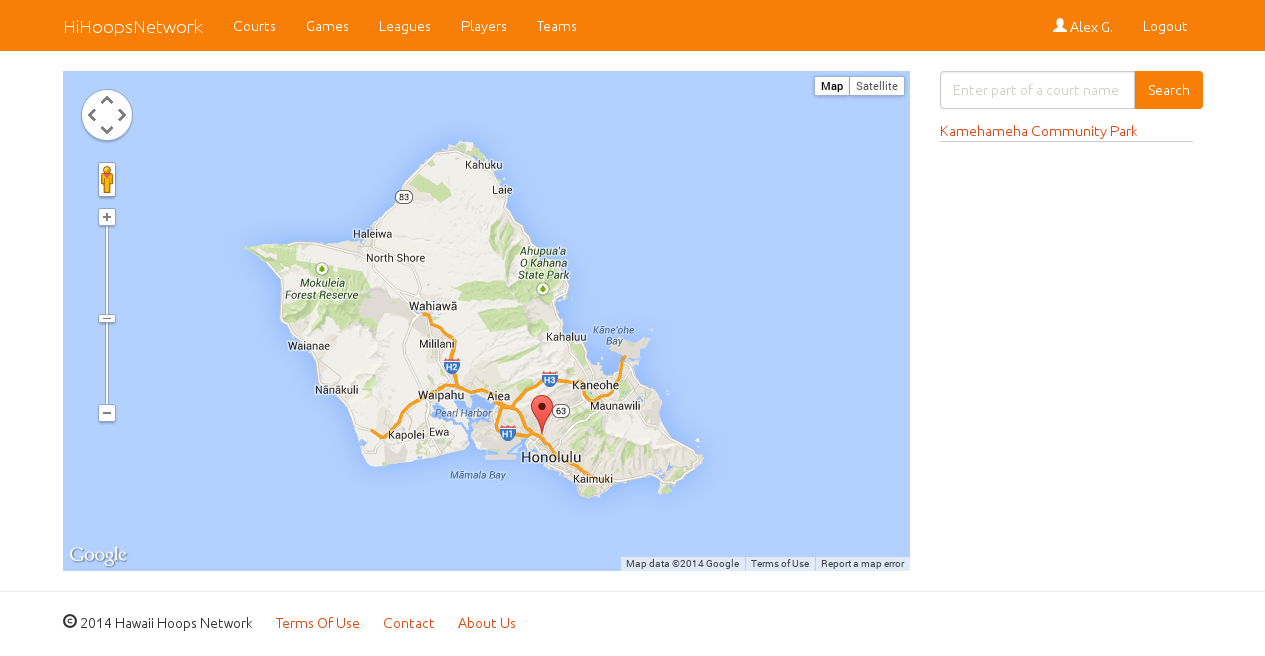 HiHoopsNetwork Courts Games Leagues Players Teams Alex G. Logout
Map Satellite
Enter part of a court name Search
Kamehameha Community Park
Kahuku
Laie
83
Haleiwa
North Shore
Ahupua'a
O Kahana
State Park
Mokuleia
Forest Reserve
Wahiawā
Kāne'ohe
Bay
Kahaluu
Waianae
Mililani
H2
H3
Nānākuli
Waipahu
Aiea
Kaneohe
Maunawili
Pearl Harbor
63
Kapolei
Ewa
H1
Honolulu
Māmala Bay
Kaimuki
Google
Map data ©2014 Google Terms of Use Report a map error
© 2014 Hawaii Hoops Network Terms Of Use Contact About Us